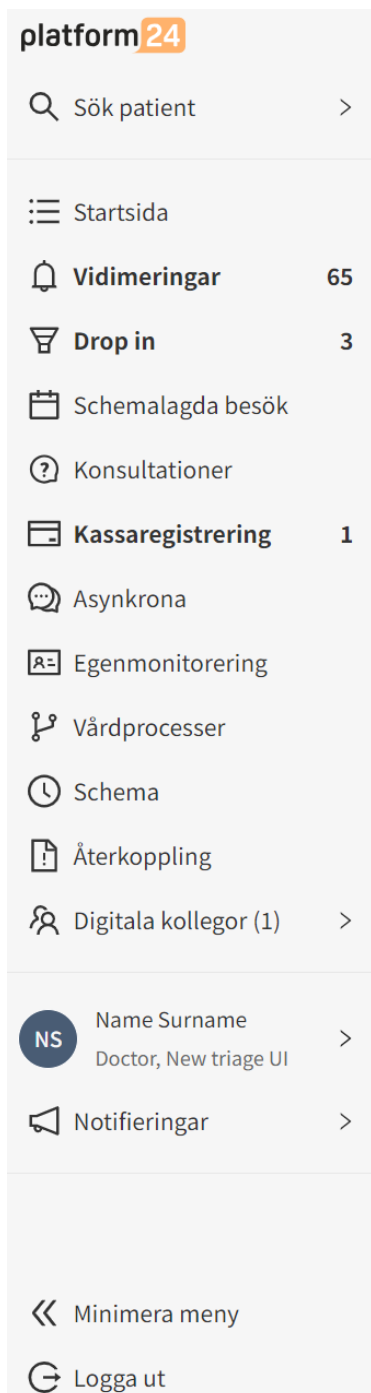 platform24
Sök patient
Startsida
Vidimeringar 65
Drop in 3
Schemalagda besök
Konsultationer
Kassaregistrering 1
Asynkrona
Egenmonitorering
Vårdprocesser
Schema
Återkoppling
Digitala kollegor (1)
NS Name Surname
Doctor, New triage UI
Notifieringar
Minimera meny
Logga ut